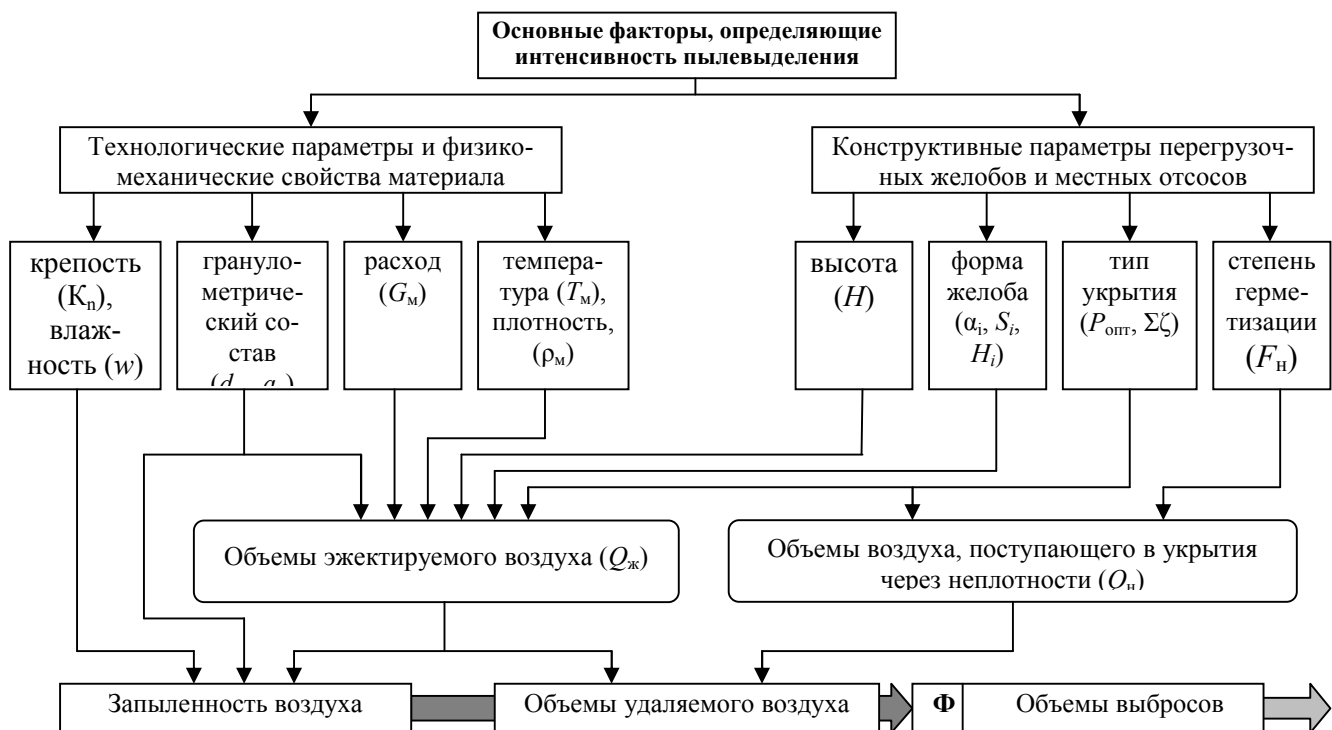 Основные факторы, определяющие
интенсивность пылевыделения
Технологические параметры и физико-
механические свойства материала
Конструктивные параметры перегрузоч-
ных желобов и местных отсосов
крепость
(Kn),
влаж-
ность (w)
грануло-
метриче-
ский со-
став
расход
(Gм)
темпера-
тура (Tм),
плотность,
(ρм)
высота
(H)
форма
желоба
(αi, Si,
Hi)
тип
укрытия
(Pопт, Σζ)
степень
герме-
тизации
(Fн)
Объемы эжектируемого воздуха (Qж)
Объемы воздуха, поступающего в укрытия
через неплотности (Qн)
Запыленность воздуха
Объемы удаляемого воздуха
Ф
Объемы выбросов